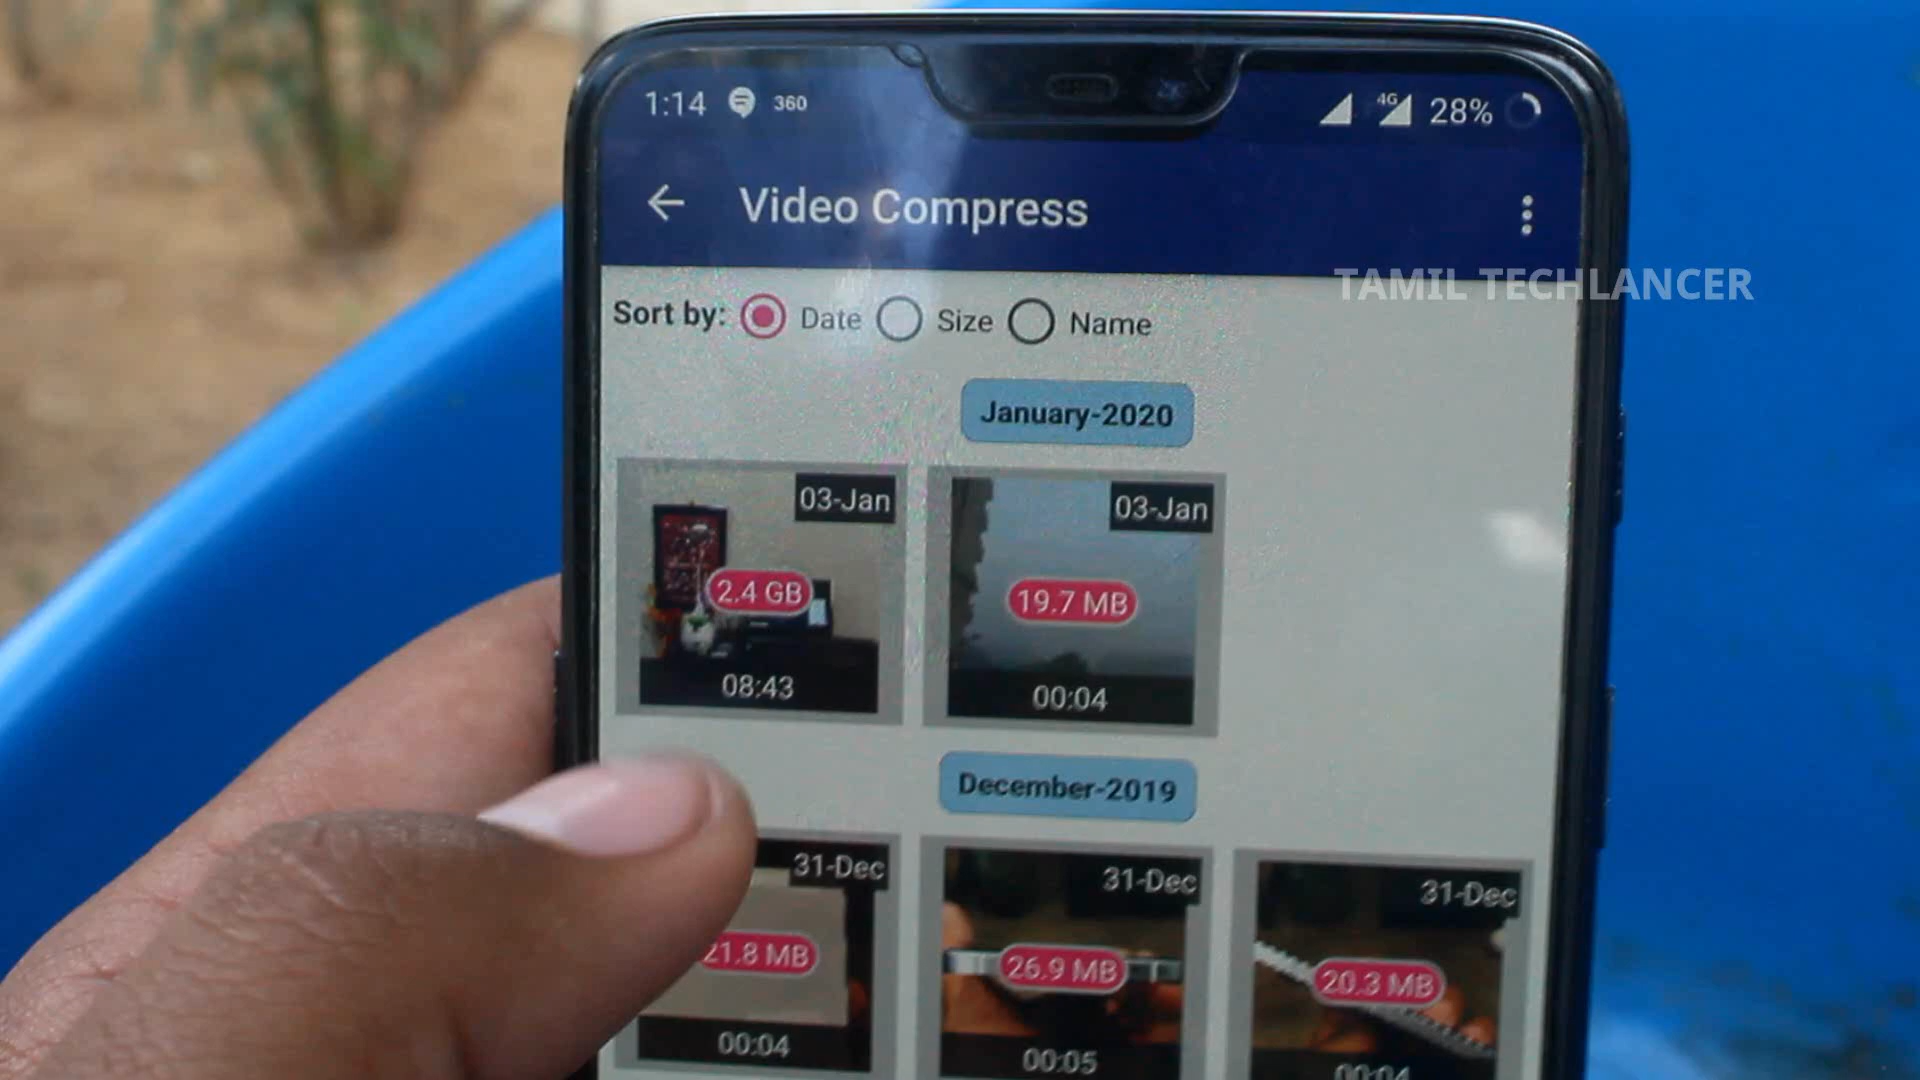 1:14 360 4G 28%
Video Compress
TAMIL TECHLANCER
Sort by: Date Size Name
January-2020
03-Jan 03-Jan
2.4 GB 19.7 MB
08:43 00:04
December-2019
31-Dec 31-Dec 31-Dec
21.8 MB 26.9 MB 20.3 MB
00:04 00:05 00:04